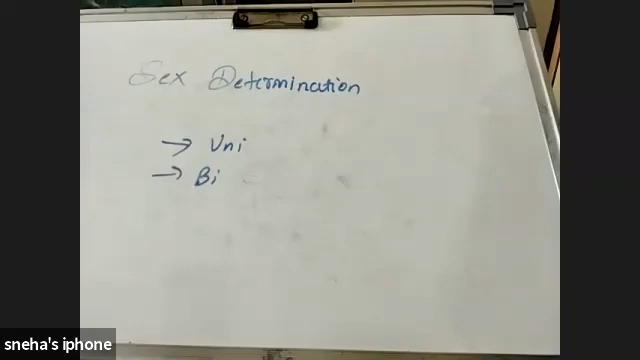 Sex Determination
→ Uni
→ Bi
sneha's iphone